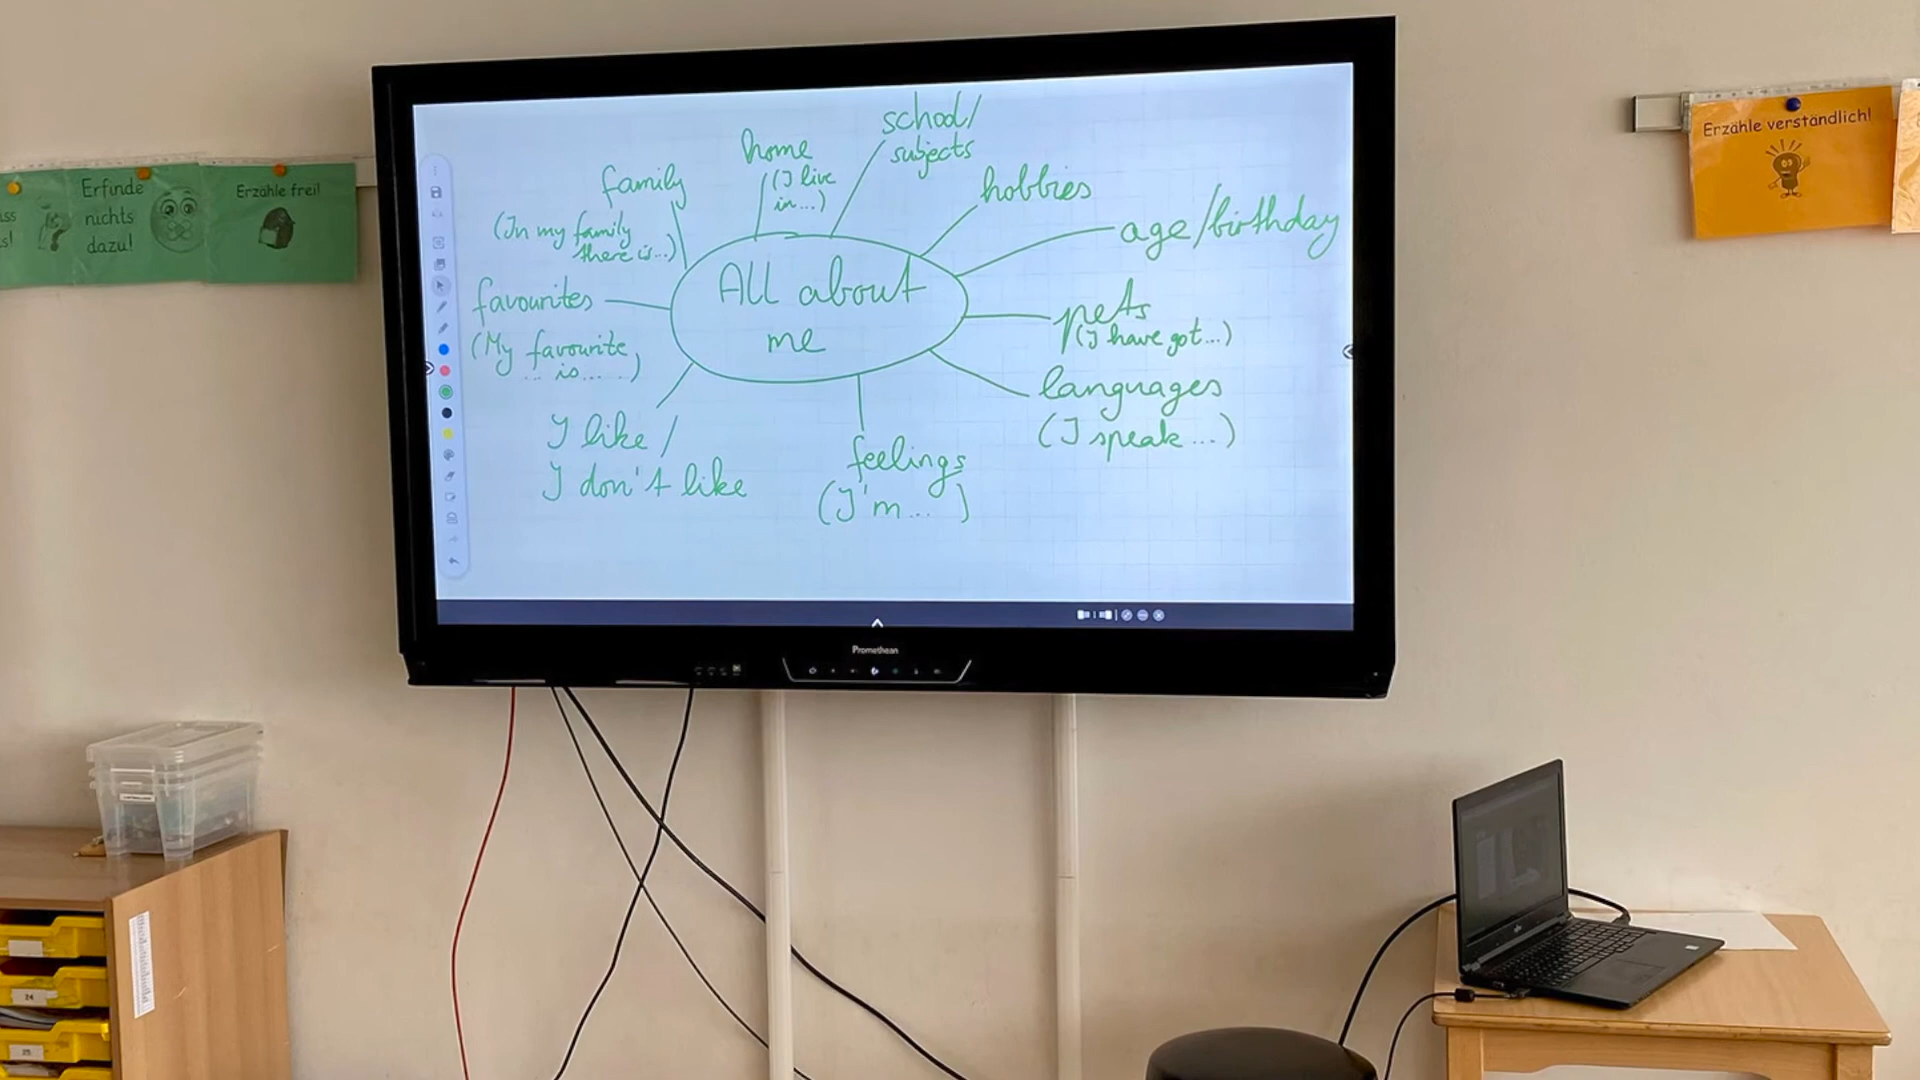 school/
subjects
home
(I live
in...)
family
(In my family
there is...)
hobbies
age/birthday
favourites
(My favourite
... is ......)
All about
me
pets
(I have got...)
languages
(I speak...)
I like /
I don't like
feelings
(I'm... )
Promethean
Erfinde
nichts
dazu!
Erzähle frei!
Erzähle verständlich!
24
25